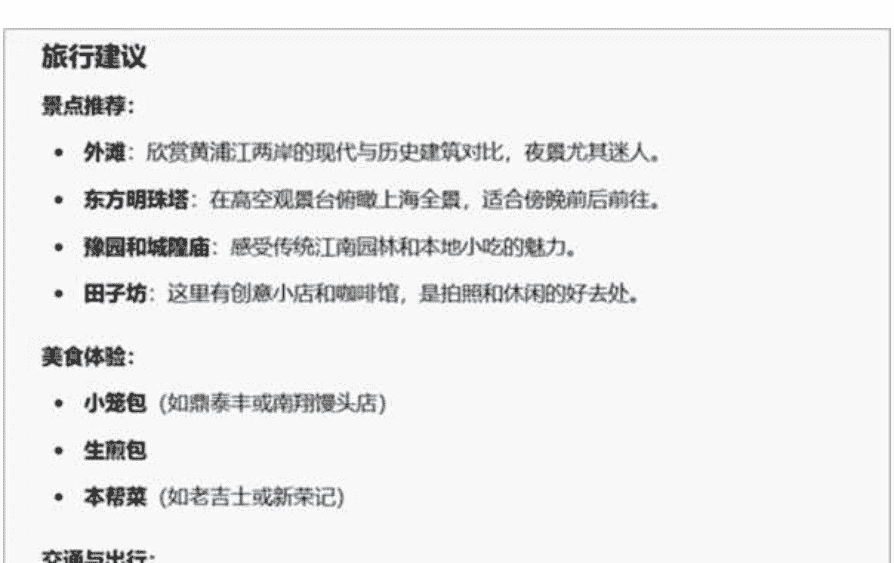 旅行建议
景点推荐：
• 外滩：欣赏黄浦江两岸的现代与历史建筑对比，夜景尤其迷人。
• 东方明珠塔：在高空观景台俯瞰上海全景，适合傍晚前后前往。
• 豫园和城隍庙：感受传统江南园林和本地小吃的魅力。
• 田子坊：这里有创意小店和咖啡馆，是拍照和休闲的好去处。
美食体验：
• 小笼包（如鼎泰丰或南翔馒头店）
• 生煎包
• 本帮菜（如老吉士或新荣记）
交通与出行：